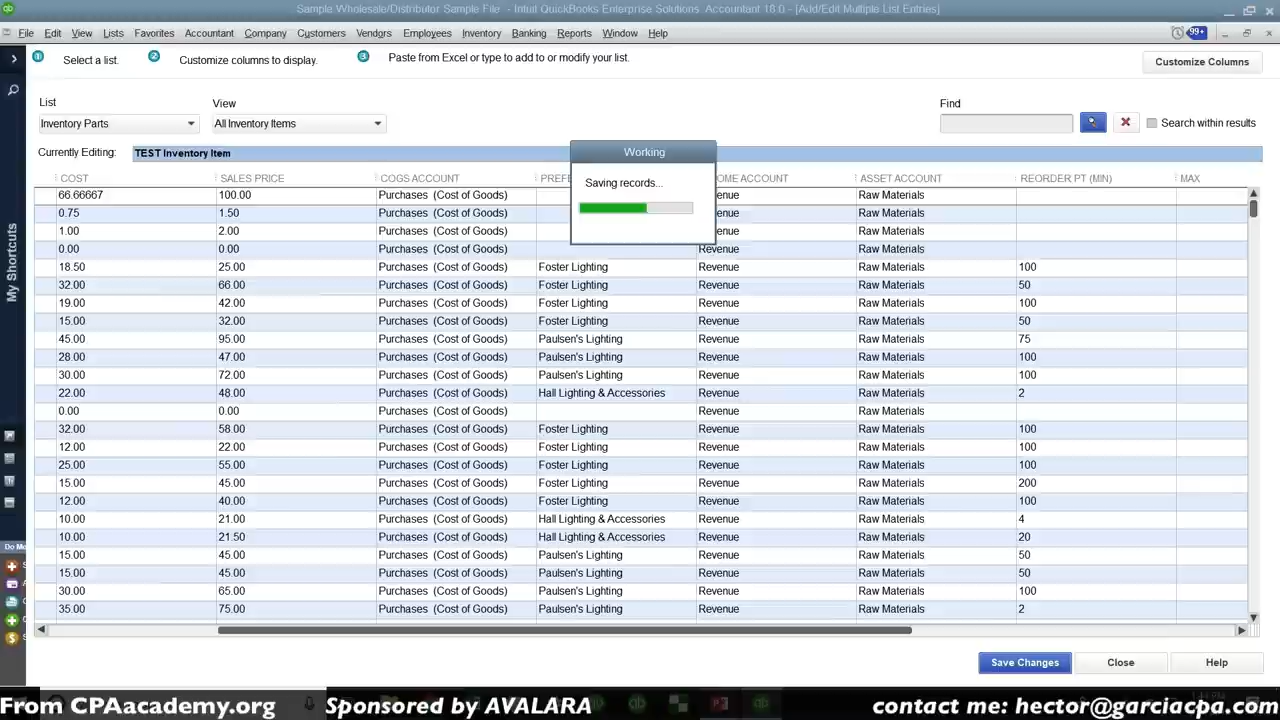 Sample Wholesale/Distributor Sample File - Intuit QuickBooks Enterprise Solutions Accountant 18.0 - [Add/Edit Multiple List Entries]
File Edit View Lists Favorites Accountant Company Customers Vendors Employees Inventory Banking Reports Window Help 99+
1 Select a list. 2 Customize columns to display. 3 Paste from Excel or type to add to or modify your list. Customize Columns
List View Find
Inventory Parts All Inventory Items Search within results
Currently Editing: TEST Inventory Item
Working
Saving records...
COST SALES PRICE COGS ACCOUNT PREF OME ACCOUNT ASSET ACCOUNT REORDER PT (MIN) MAX
66.66667 100.00 Purchases (Cost of Goods) enue Raw Materials
0.75 1.50 Purchases (Cost of Goods) enue Raw Materials
1.00 2.00 Purchases (Cost of Goods) enue Raw Materials
0.00 0.00 Purchases (Cost of Goods) Revenue Raw Materials
18.50 25.00 Purchases (Cost of Goods) Foster Lighting Revenue Raw Materials 100
32.00 66.00 Purchases (Cost of Goods) Foster Lighting Revenue Raw Materials 50
19.00 42.00 Purchases (Cost of Goods) Foster Lighting Revenue Raw Materials 100
15.00 32.00 Purchases (Cost of Goods) Foster Lighting Revenue Raw Materials 50
45.00 95.00 Purchases (Cost of Goods) Paulsen's Lighting Revenue Raw Materials 75
28.00 47.00 Purchases (Cost of Goods) Paulsen's Lighting Revenue Raw Materials 100
30.00 72.00 Purchases (Cost of Goods) Paulsen's Lighting Revenue Raw Materials 100
22.00 48.00 Purchases (Cost of Goods) Hall Lighting & Accessories Revenue Raw Materials 2
0.00 0.00 Purchases (Cost of Goods) Revenue Raw Materials
32.00 58.00 Purchases (Cost of Goods) Foster Lighting Revenue Raw Materials 100
12.00 22.00 Purchases (Cost of Goods) Foster Lighting Revenue Raw Materials 100
25.00 55.00 Purchases (Cost of Goods) Foster Lighting Revenue Raw Materials 100
15.00 45.00 Purchases (Cost of Goods) Foster Lighting Revenue Raw Materials 200
12.00 40.00 Purchases (Cost of Goods) Foster Lighting Revenue Raw Materials 100
10.00 21.00 Purchases (Cost of Goods) Hall Lighting & Accessories Revenue Raw Materials 4
10.00 21.50 Purchases (Cost of Goods) Hall Lighting & Accessories Revenue Raw Materials 20
15.00 45.00 Purchases (Cost of Goods) Paulsen's Lighting Revenue Raw Materials 50
15.00 45.00 Purchases (Cost of Goods) Paulsen's Lighting Revenue Raw Materials 50
30.00 65.00 Purchases (Cost of Goods) Paulsen's Lighting Revenue Raw Materials 100
35.00 75.00 Purchases (Cost of Goods) Paulsen's Lighting Revenue Raw Materials 2
My Shortcuts
Do Mo
Save Changes Close Help
From CPAacademy.org Sponsored by AVALARA contact me: hector@garciacpa.com